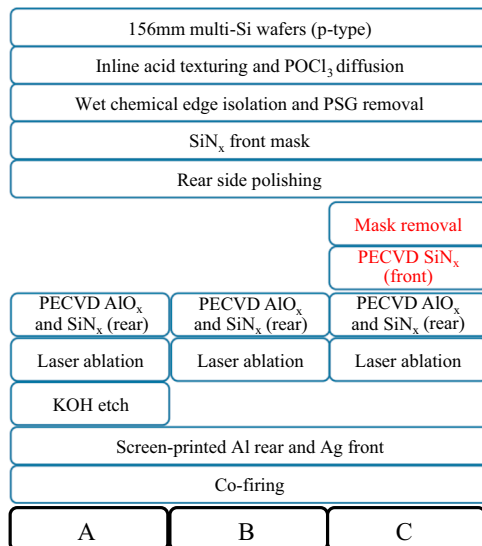 156mm multi-Si wafers (p-type)
Inline acid texturing and POCl₃ diffusion
Wet chemical edge isolation and PSG removal
SiNₓ front mask
Rear side polishing
Mask removal
PECVD SiNₓ
(front)
PECVD AlOₓ
and SiNₓ (rear)
PECVD AlOₓ
and SiNₓ (rear)
PECVD AlOₓ
and SiNₓ (rear)
Laser ablation
Laser ablation
Laser ablation
KOH etch
Screen-printed Al rear and Ag front
Co-firing
A
B
C